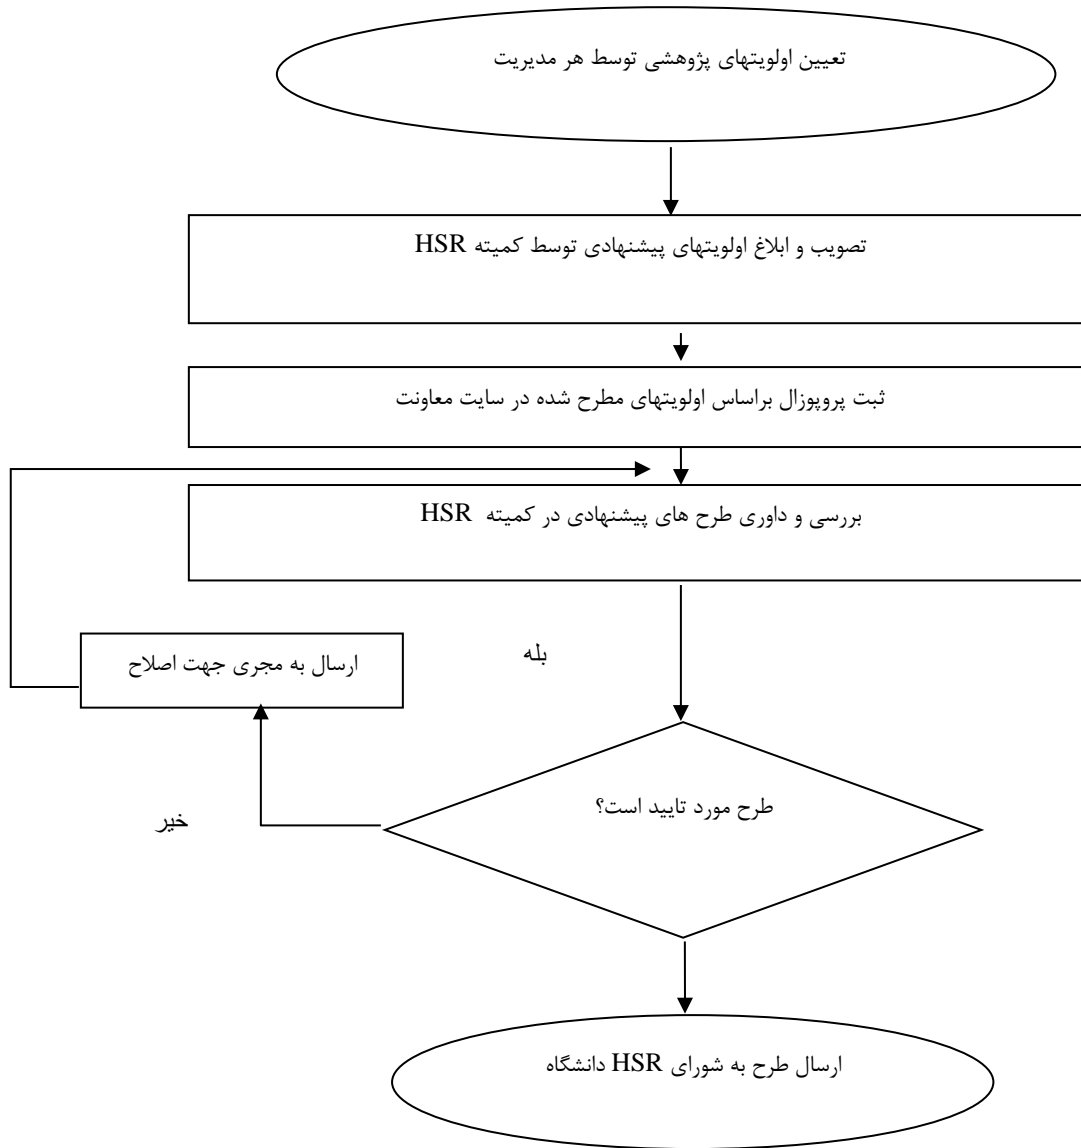 تعیین اولویتهای پژوهشی توسط هر مدیریت
تصویب و ابلاغ اولویتهای پیشنهادی توسط کمیته HSR
ثبت پروپوزال براساس اولویتهای مطرح شده در سایت معاونت
بررسی و داوری طرح های پیشنهادی در کمیته HSR
بله
ارسال به مجری جهت اصلاح
طرح مورد تایید است؟
خیر
ارسال طرح به شورای HSR دانشگاه